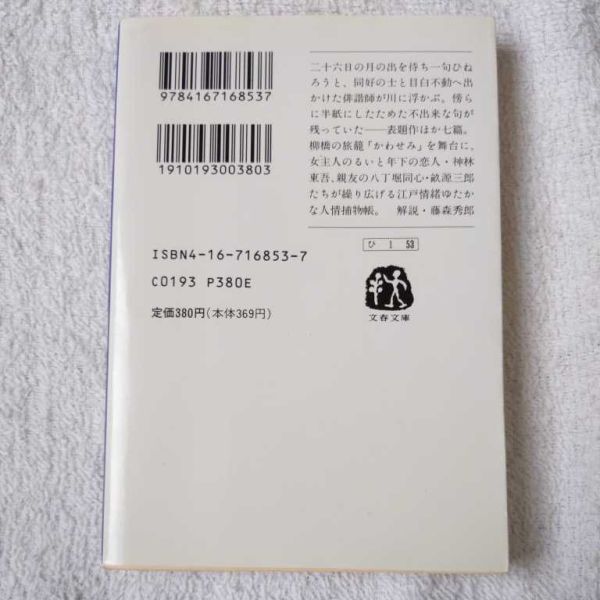 9784167168537
1910193003803
二十六日の月の出を待ち一句ひね
ろうと、同好の士と目白不動へ出
かけた俳諧師が川に浮かぶ。傍ら
に半紙にしたためた不出来な句が
残っていた——表題作ほか七篇。
柳橋の旅籠「かわせみ」を舞台に、
女主人のるいと年下の恋人・神林
東吾、親友の八丁堀同心・畝源三郎
たちが繰り広げる江戸情緒ゆたか
な人情捕物帳。　解説・藤森秀郎
ISBN4-16-716853-7
C0193 P380E
定価380円(本体369円)
ひ 1 53
文春文庫